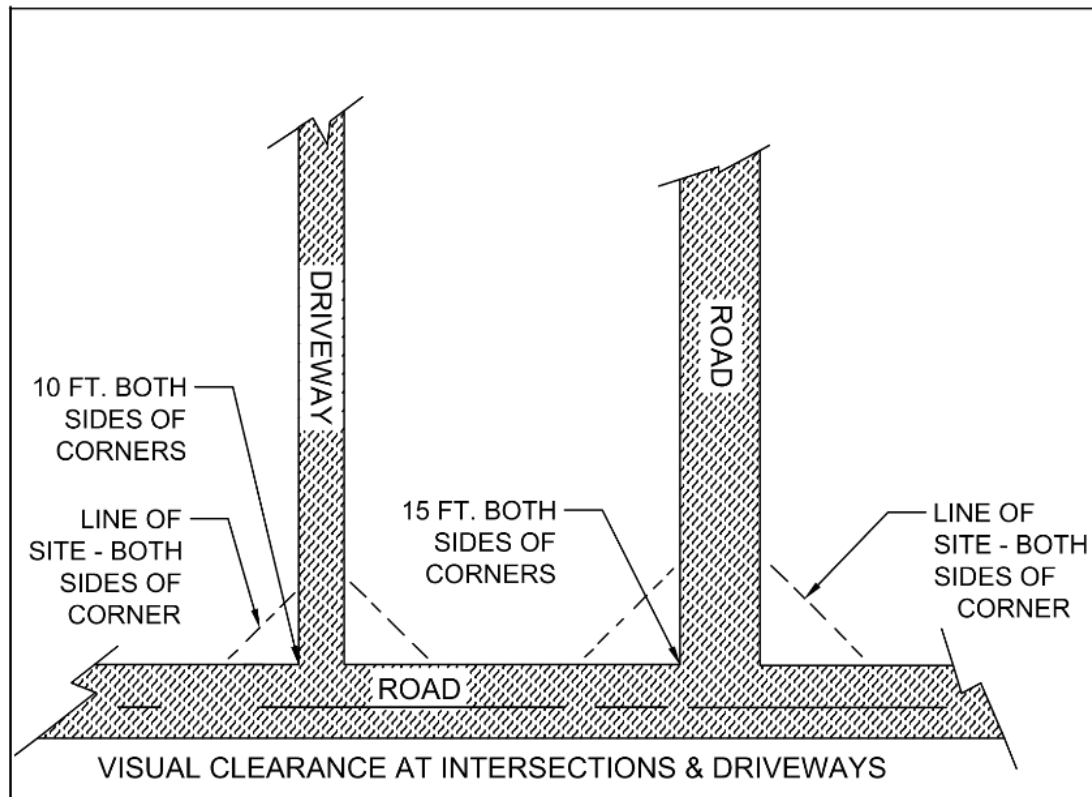 DRIVEWAY
ROAD
10 FT. BOTH
SIDES OF
CORNERS
LINE OF
SITE - BOTH
SIDES OF
CORNER
15 FT. BOTH
SIDES OF
CORNERS
LINE OF
SITE - BOTH
SIDES OF
CORNER
ROAD
VISUAL CLEARANCE AT INTERSECTIONS & DRIVEWAYS